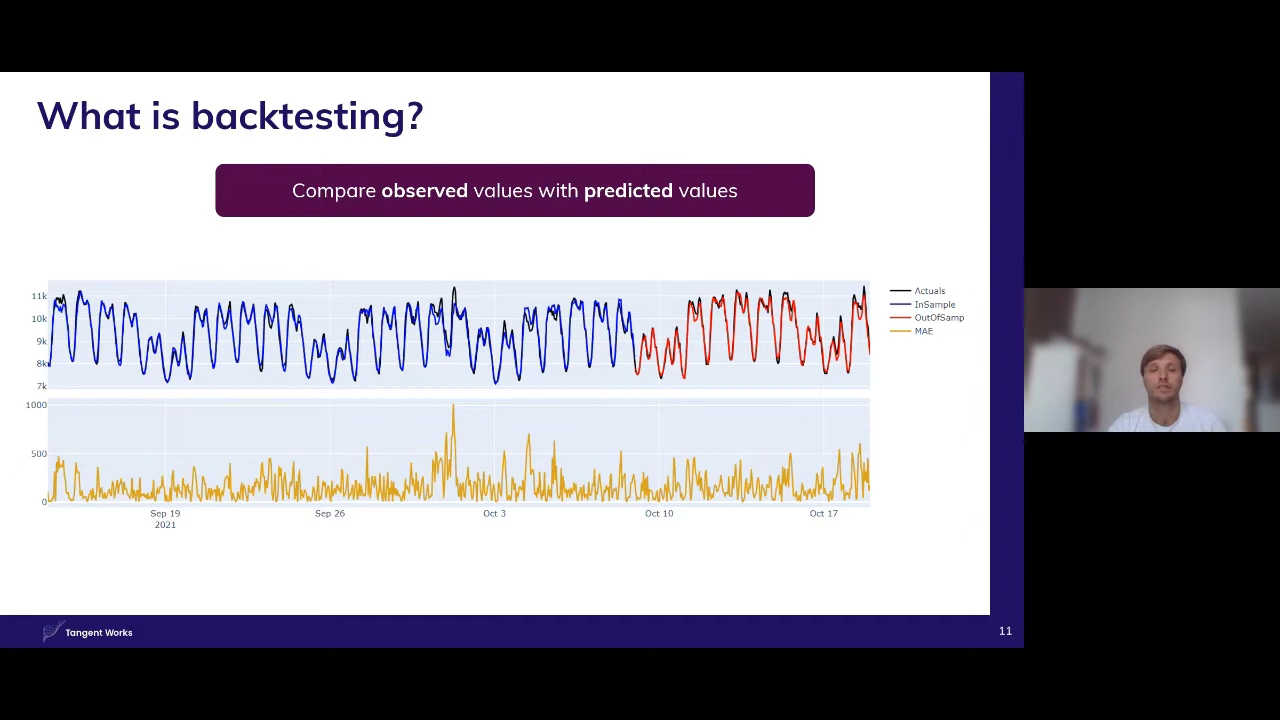 What is backtesting?
Compare observed values with predicted values
11k
10k
9k
8k
7k
Actuals
InSample
OutOfSamp
MAE
1000
500
0
Sep 19
2021
Sep 26
Oct 3
Oct 10
Oct 17
Tangent Works
11